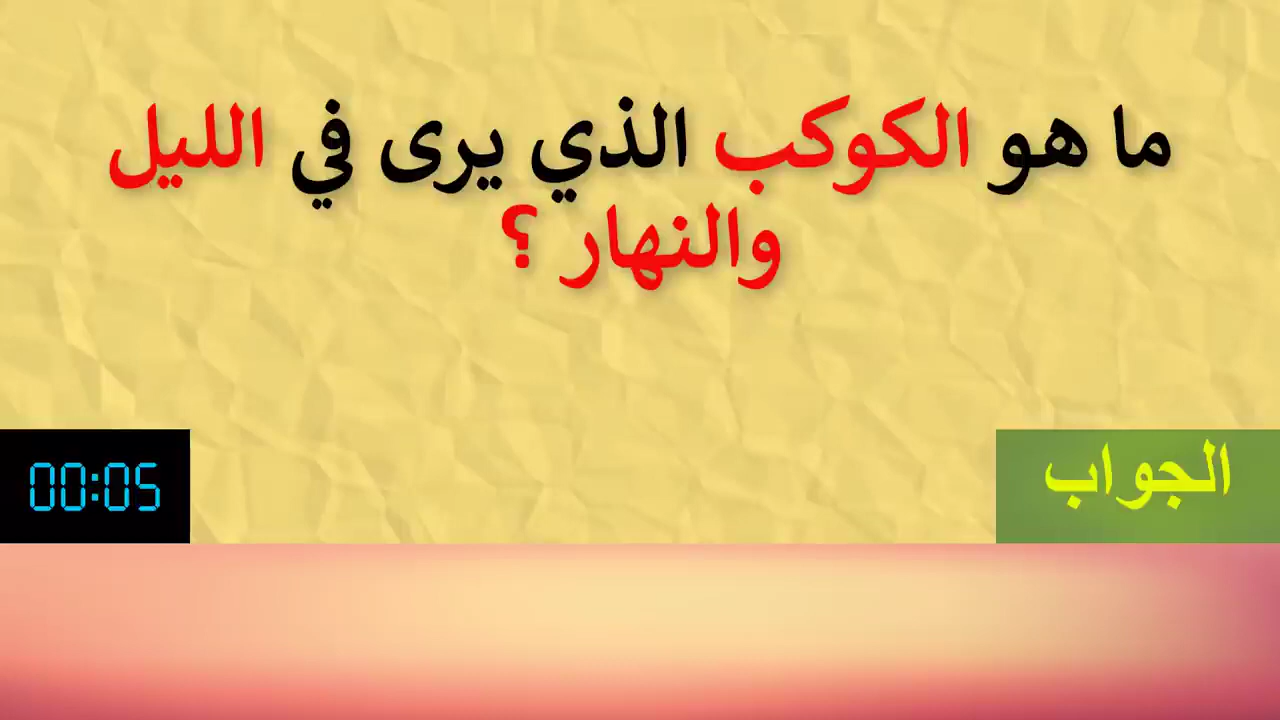 ما هو الكوكب الذي يرى في الليل
والنهار ؟
الجواب
00:05